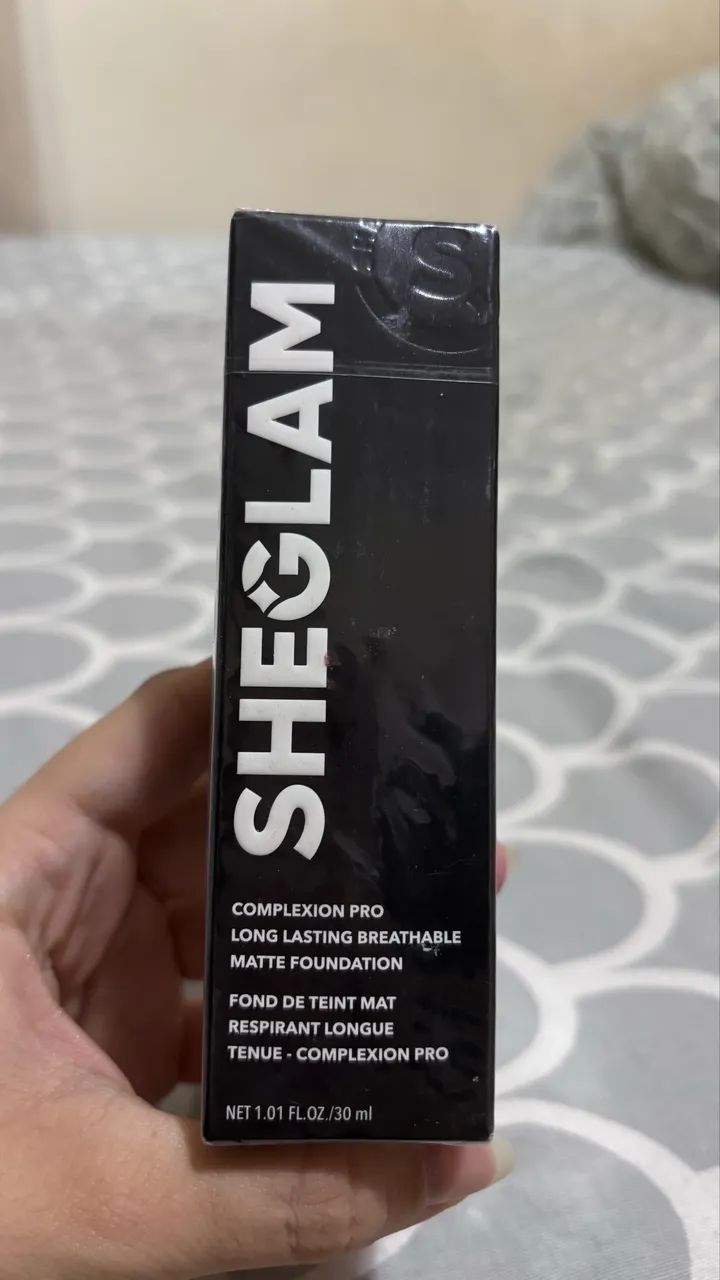 SHEGLAM
COMPLEXION PRO
LONG LASTING BREATHABLE
MATTE FOUNDATION
FOND DE TEINT MAT
RESPIRANT LONGUE
TENUE - COMPLEXION PRO
NET 1.01 FL.OZ./30 ml